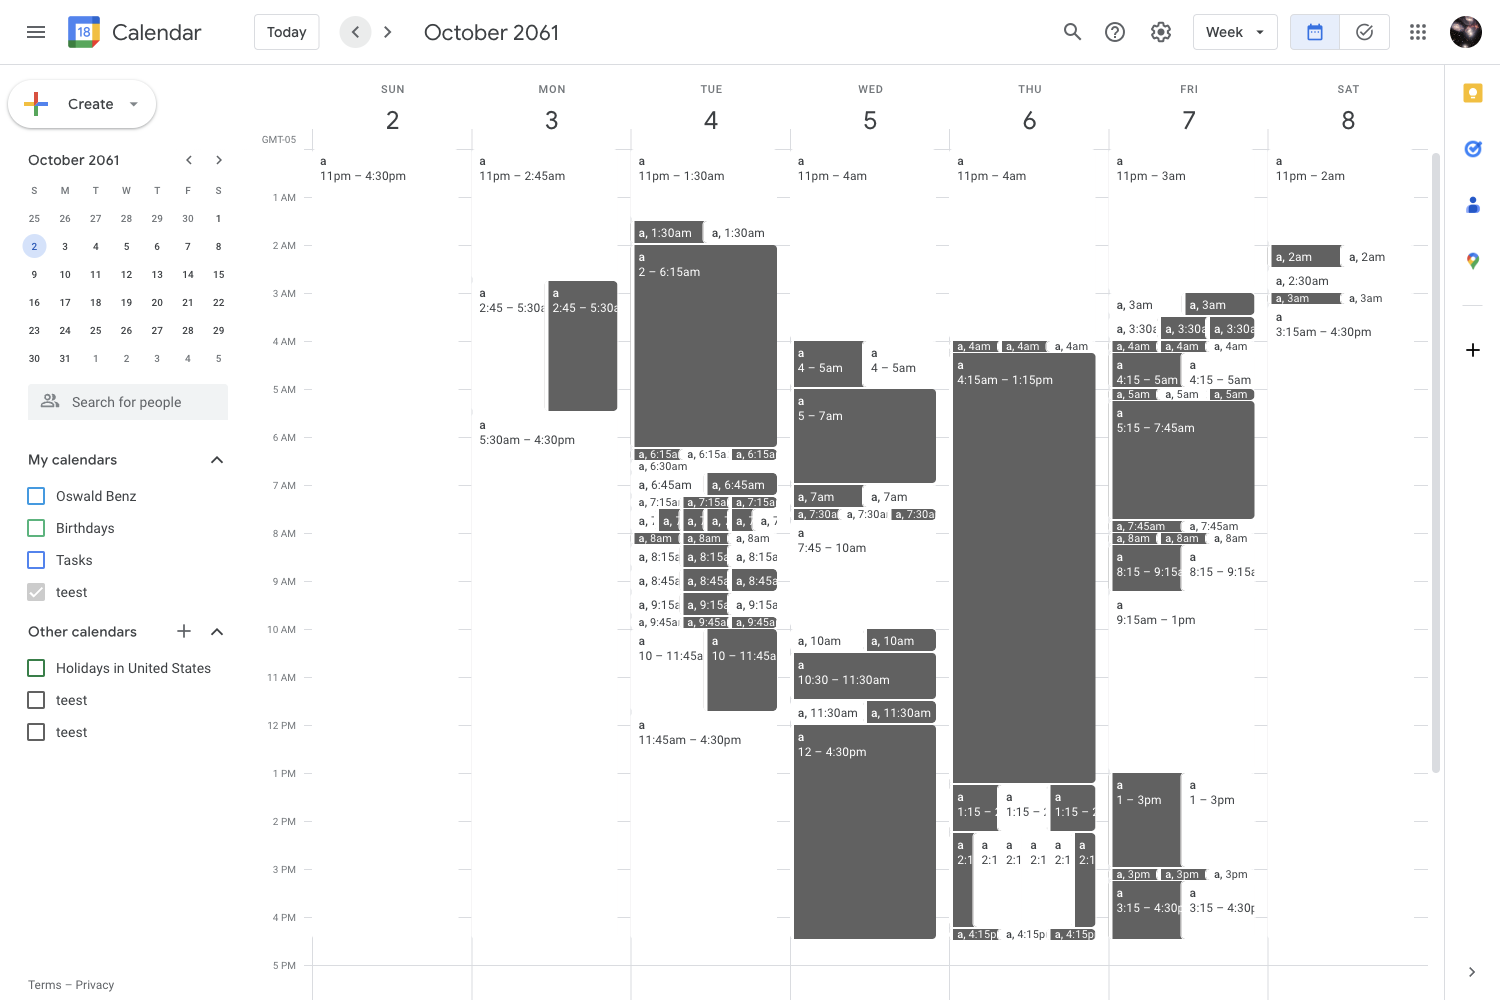 18 Calendar
Today
October 2061
Week
Create
October 2061
S M T W T F S
25 26 27 28 29 30 1
2 3 4 5 6 7 8
9 10 11 12 13 14 15
16 17 18 19 20 21 22
23 24 25 26 27 28 29
30 31 1 2 3 4 5
Search for people
My calendars
Oswald Benz
Birthdays
Tasks
teest
Other calendars
Holidays in United States
teest
teest
Terms – Privacy
GMT-05
1 AM
2 AM
3 AM
4 AM
5 AM
6 AM
7 AM
8 AM
9 AM
10 AM
11 AM
12 PM
1 PM
2 PM
3 PM
4 PM
5 PM
SUN
2
a
11pm – 4:30pm
MON
3
a
11pm – 2:45am
a
2:45 – 5:30a
a
2:45 – 5:30a
a
5:30am – 4:30pm
TUE
4
a
11pm – 1:30am
a, 1:30am
a, 1:30am
a
2 – 6:15am
a, 6:15a
a, 6:15a
a, 6:15a
a, 6:30am
a, 6:45am
a, 6:45am
a, 7:15a
a, 7:15a
a, 7:15a
a, 7
a, 7
a, 7
a, 7
a, 7
a, 7
a, 8am
a, 8am
a, 8am
a, 8:15a
a, 8:15a
a, 8:15a
a, 8:45a
a, 8:45a
a, 8:45a
a, 9:15a
a, 9:15a
a, 9:15a
a, 9:45a
a, 9:45a
a, 9:45a
a
10 – 11:45a
a
10 – 11:45a
a
11:45am – 4:30pm
WED
5
a
11pm – 4am
a
4 – 5am
a
4 – 5am
a
5 – 7am
a, 7am
a, 7am
a, 7:30a
a, 7:30a
a, 7:30a
a
7:45 – 10am
a, 10am
a, 10am
a
10:30 – 11:30am
a, 11:30am
a, 11:30am
a
12 – 4:30pm
THU
6
a
11pm – 4am
a, 4am
a, 4am
a, 4am
a
4:15am – 1:15pm
a
1:15 – 2
a
1:15 – 2
a
1:15 – 2
a
2:1
a
2:1
a
2:1
a
2:1
a
2:1
a
2:1
a, 4:15p
a, 4:15p
a, 4:15p
FRI
7
a
11pm – 3am
a, 3am
a, 3am
a, 3:30a
a, 3:30a
a, 3:30a
a, 4am
a, 4am
a, 4am
a
4:15 – 5am
a
4:15 – 5am
a, 5am
a, 5am
a, 5am
a
5:15 – 7:45am
a, 7:45am
a, 7:45am
a, 8am
a, 8am
a, 8am
a
8:15 – 9:15a
a
8:15 – 9:15a
a
9:15am – 1pm
a
1 – 3pm
a
1 – 3pm
a, 3pm
a, 3pm
a, 3pm
a
3:15 – 4:30p
a
3:15 – 4:30p
SAT
8
a
11pm – 2am
a, 2am
a, 2am
a, 2:30am
a, 3am
a, 3am
a
3:15am – 4:30pm